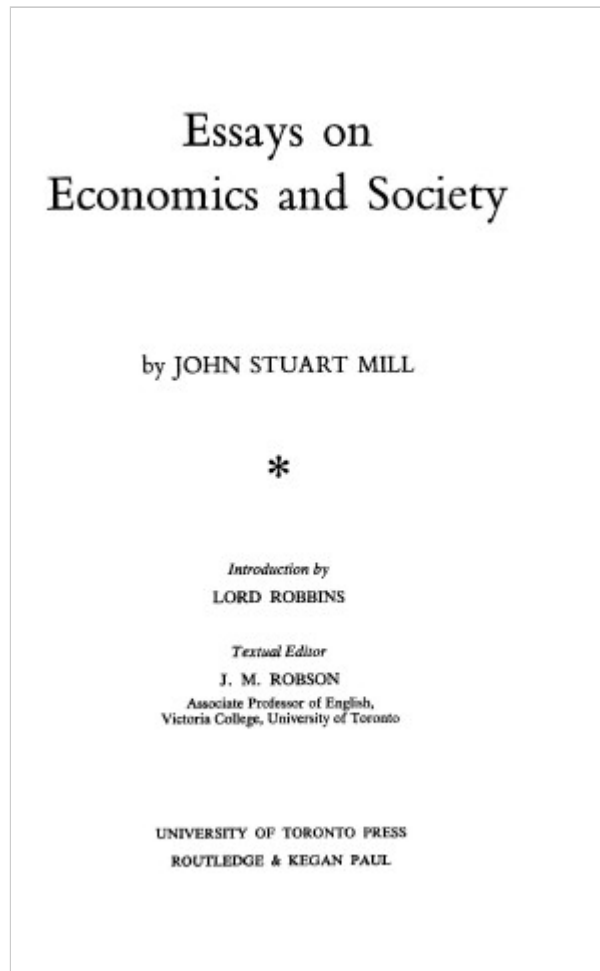 Essays on
Economics and Society
by JOHN STUART MILL
*
Introduction by
LORD ROBBINS
Textual Editor
J. M. ROBSON
Associate Professor of English,
Victoria College, University of Toronto
UNIVERSITY OF TORONTO PRESS
ROUTLEDGE & KEGAN PAUL